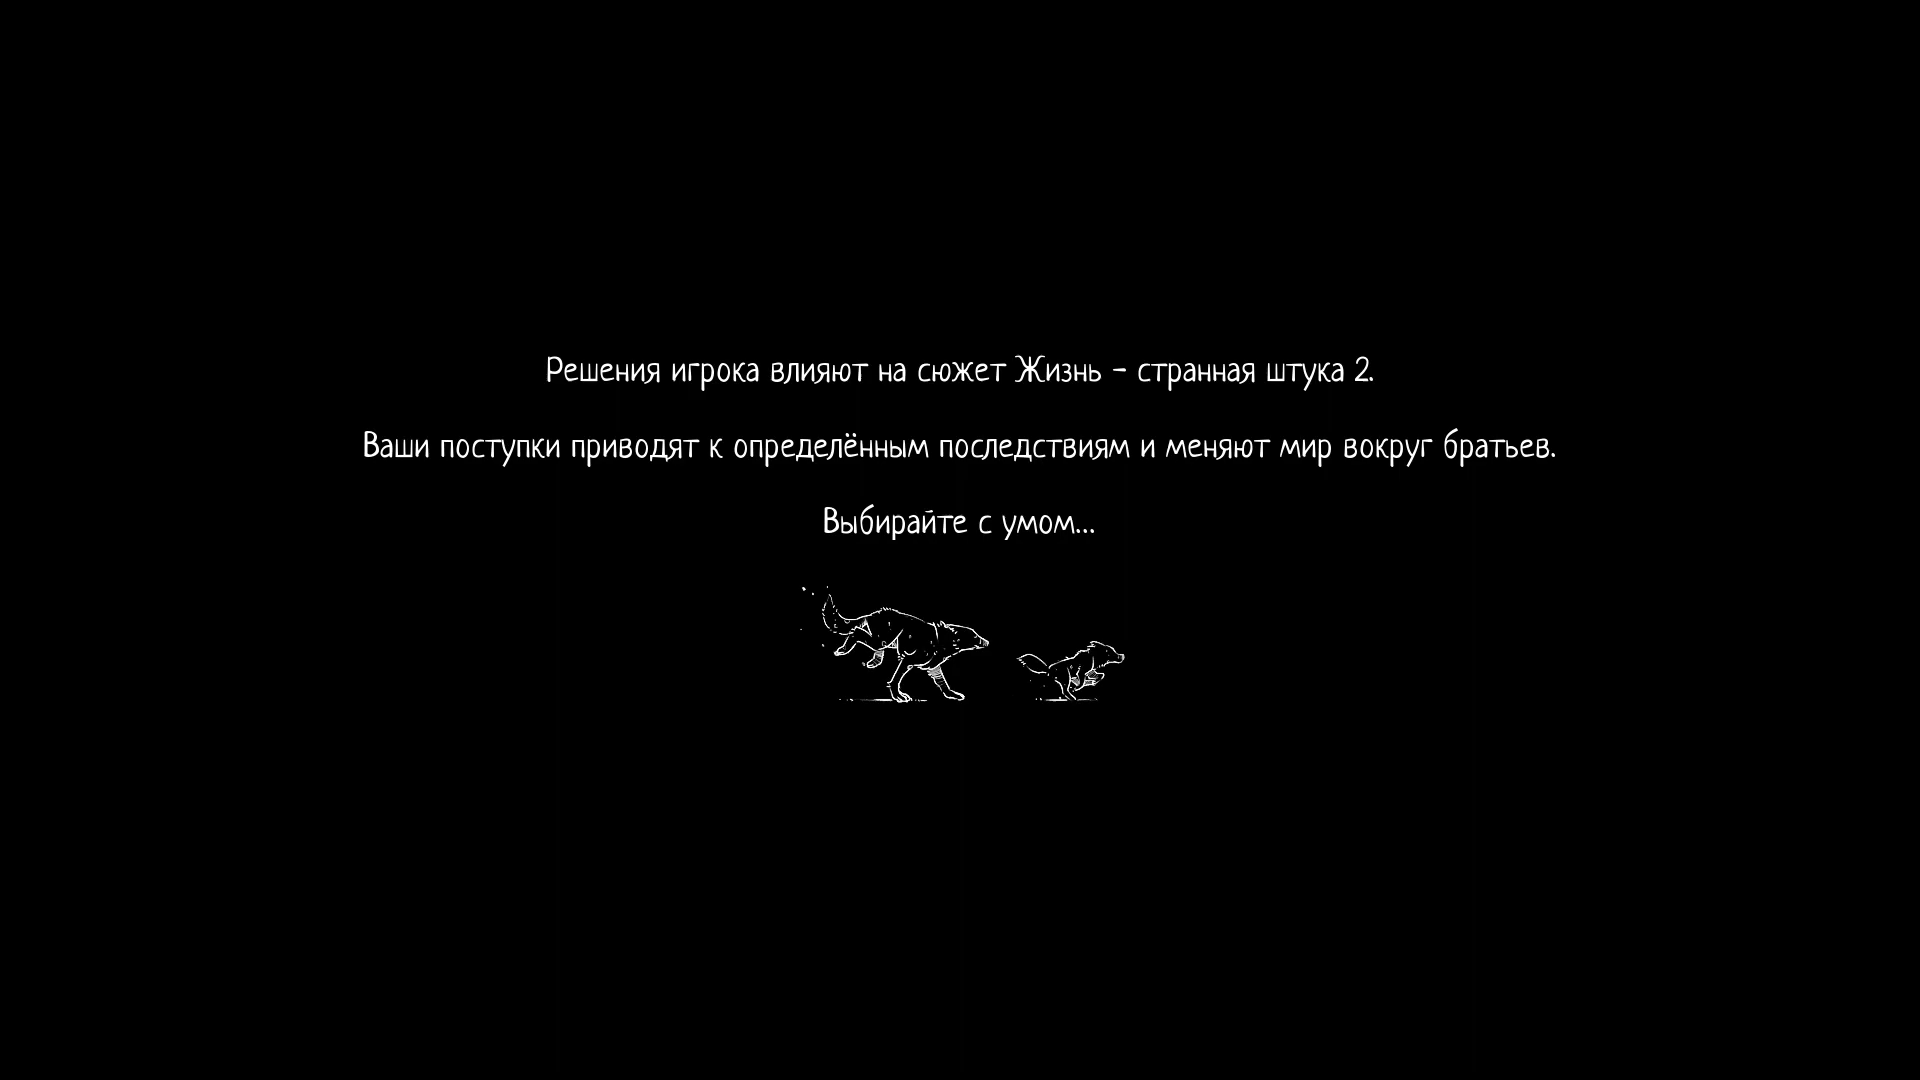 Решения игрока влияют на сюжет Жизнь - странная штука 2.
Ваши поступки приводят к определённым последствиям и меняют мир вокруг братьев.
Выбирайте с умом...